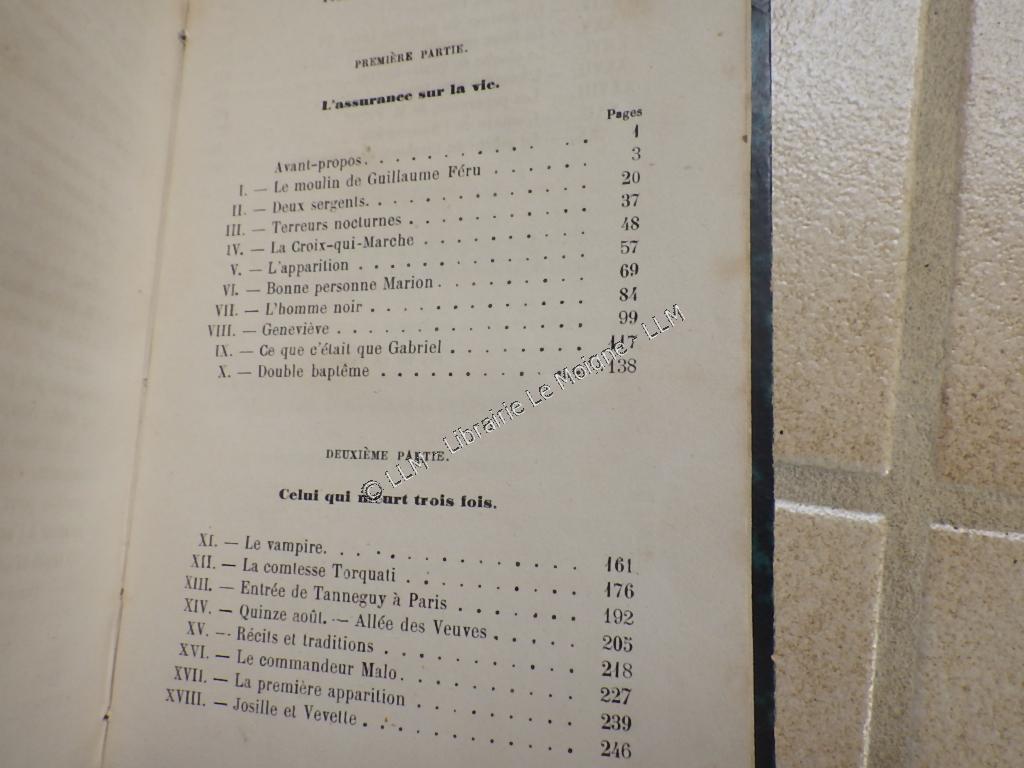 PREMIÈRE PARTIE.
L'assurance sur la vie.
Pages
Avant-propos. . . . . . . . . . . 1
I. — Le moulin de Guillaume Féru . . . . . . 3
II. — Deux sergents. . . . . . . . . . . 20
III. — Terreurs nocturnes . . . . . . . . . 37
IV. — La Croix-qui-Marche . . . . . . . . 48
V. — L'apparition . . . . . . . . . . . 57
VI. — Bonne personne Marion . . . . . . . . 69
VII. — L'homme noir . . . . . . . . . . 84
VIII. — Geneviève . . . . . . . . . . . 99
IX. — Ce que c'était que Gabriel . . . . . . . 117
X. — Double baptême . . . . . . . . . . 138
© LLM - Librairie Le Moigne - LLM
DEUXIÈME PARTIE.
Celui qui meurt trois fois.
XI. — Le vampire. . . . . . . . . . . . 161
XII. — La comtesse Torquati . . . . . . . . 176
XIII. — Entrée de Tanneguy à Paris . . . . . . 192
XIV. — Quinze août. — Allée des Veuves . . . . . 205
XV. — Récits et traditions . . . . . . . . . 218
XVI. — Le commandeur Malo. . . . . . . . . 227
XVII. — La première apparition . . . . . . . . 239
XVIII. — Josille et Vevette . . . . . . . . . . 246